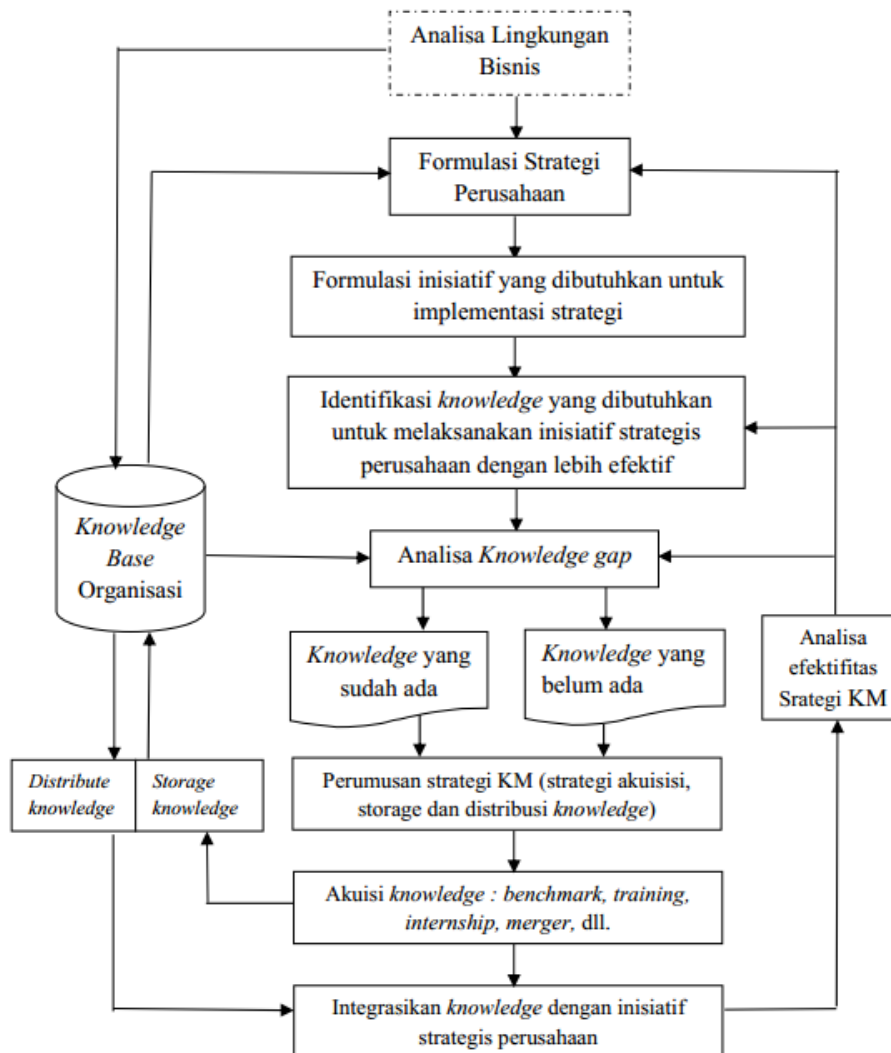 Analisa Lingkungan
Bisnis
Formulasi Strategi
Perusahaan
Formulasi inisiatif yang dibutuhkan untuk
implementasi strategi
Identifikasi knowledge yang dibutuhkan
untuk melaksanakan inisiatif strategis
perusahaan dengan lebih efektif
Knowledge
Base
Organisasi
Analisa Knowledge gap
Knowledge yang
sudah ada
Knowledge yang
belum ada
Analisa
efektifitas
Srategi KM
Distribute
knowledge
Storage
knowledge
Perumusan strategi KM (strategi akuisisi,
storage dan distribusi knowledge)
Akuisi knowledge : benchmark, training,
internship, merger, dll.
Integrasikan knowledge dengan inisiatif
strategis perusahaan